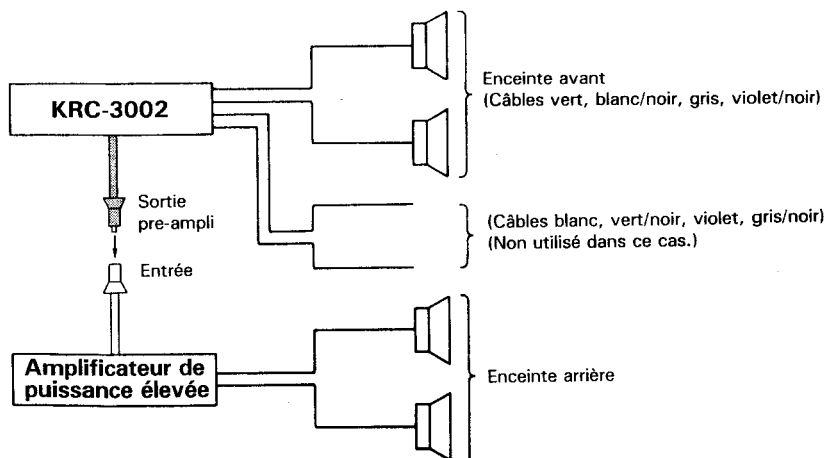 Enceinte avant
(Câbles vert, blanc/noir, gris, violet/noir)
KRC-3002
Sortie
pre-ampli
(Câbles blanc, vert/noir, violet, gris/noir)
(Non utilisé dans ce cas.)
Entrée
Amplificateur de
puissance élevée
Enceinte arrière